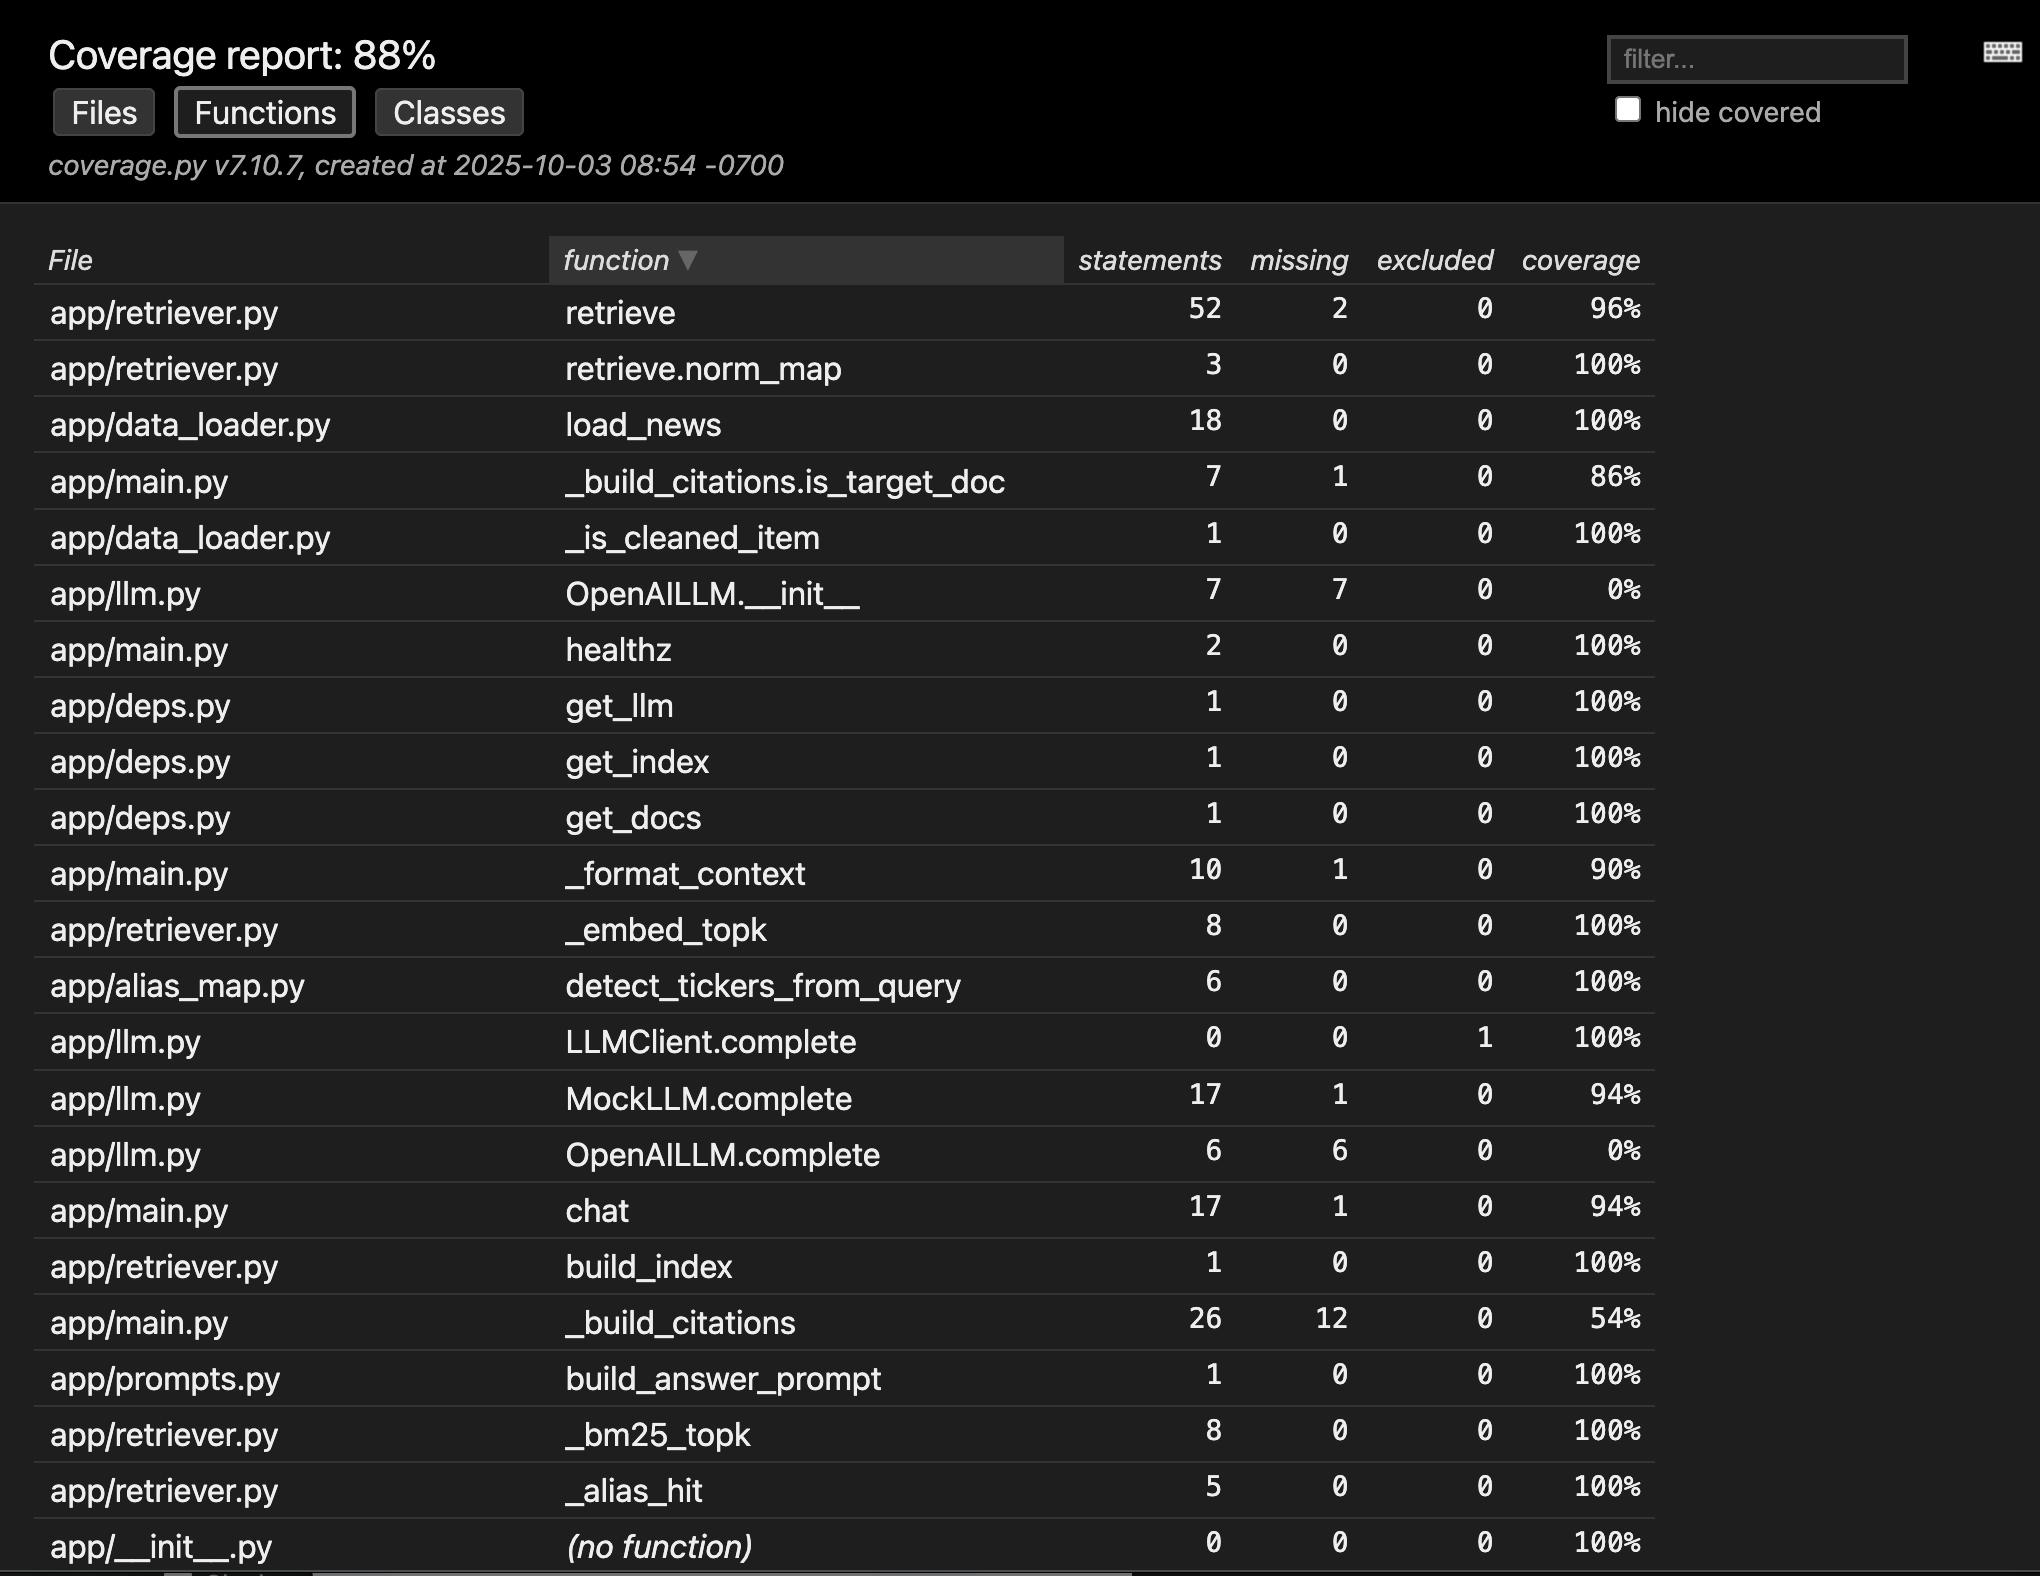 Coverage report: 88%
filter...
Files Functions Classes
hide covered
coverage.py v7.10.7, created at 2025-10-03 08:54 -0700
File function ▼ statements missing excluded coverage
app/retriever.py retrieve 52 2 0 96%
app/retriever.py retrieve.norm_map 3 0 0 100%
app/data_loader.py load_news 18 0 0 100%
app/main.py _build_citations.is_target_doc 7 1 0 86%
app/data_loader.py _is_cleaned_item 1 0 0 100%
app/llm.py OpenAILLM.__init__ 7 7 0 0%
app/main.py healthz 2 0 0 100%
app/deps.py get_llm 1 0 0 100%
app/deps.py get_index 1 0 0 100%
app/deps.py get_docs 1 0 0 100%
app/main.py _format_context 10 1 0 90%
app/retriever.py _embed_topk 8 0 0 100%
app/alias_map.py detect_tickers_from_query 6 0 0 100%
app/llm.py LLMClient.complete 0 0 1 100%
app/llm.py MockLLM.complete 17 1 0 94%
app/llm.py OpenAILLM.complete 6 6 0 0%
app/main.py chat 17 1 0 94%
app/retriever.py build_index 1 0 0 100%
app/main.py _build_citations 26 12 0 54%
app/prompts.py build_answer_prompt 1 0 0 100%
app/retriever.py _bm25_topk 8 0 0 100%
app/retriever.py _alias_hit 5 0 0 100%
app/__init__.py (no function) 0 0 0 100%